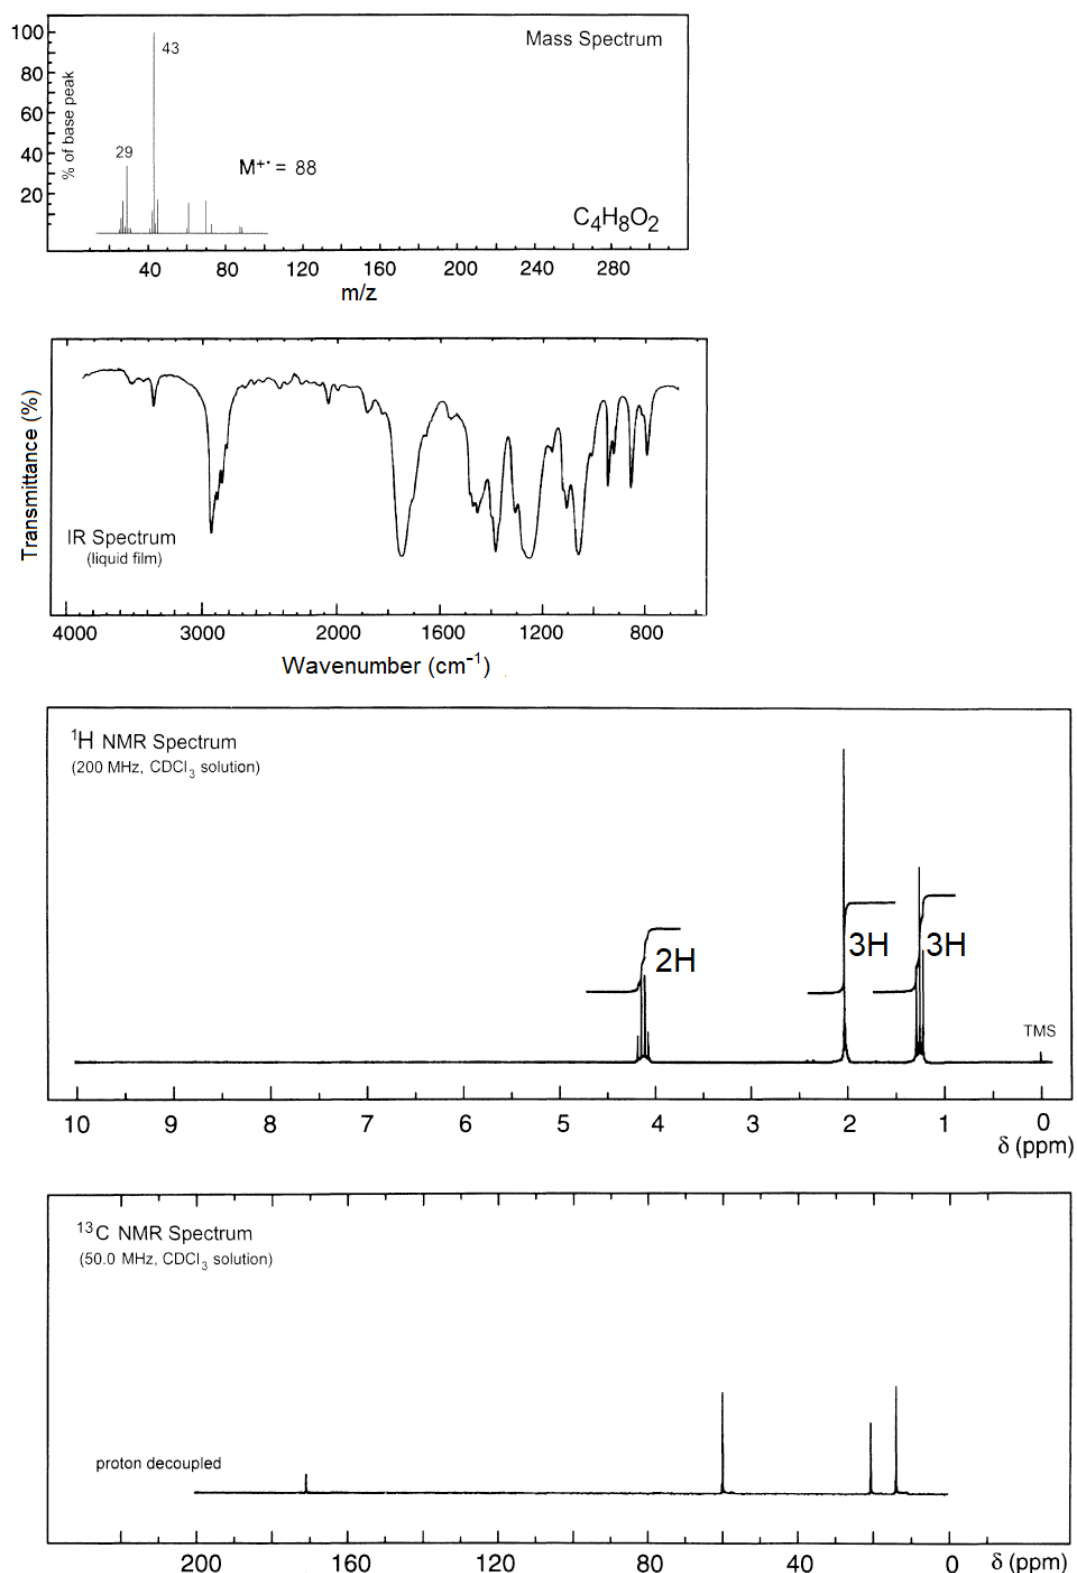 Mass Spectrum
100
80
60
40
20
% of base peak
43
29
M⁺· = 88
C₄H₈O₂
40 80 120 160 200 240 280
m/z
Transmittance (%)
IR Spectrum
(liquid film)
4000 3000 2000 1600 1200 800
Wavenumber (cm⁻¹)
¹H NMR Spectrum
(200 MHz, CDCl₃ solution)
2H 3H 3H
TMS
10 9 8 7 6 5 4 3 2 1 0
δ (ppm)
¹³C NMR Spectrum
(50.0 MHz, CDCl₃ solution)
proton decoupled
200 160 120 80 40 0 δ (ppm)